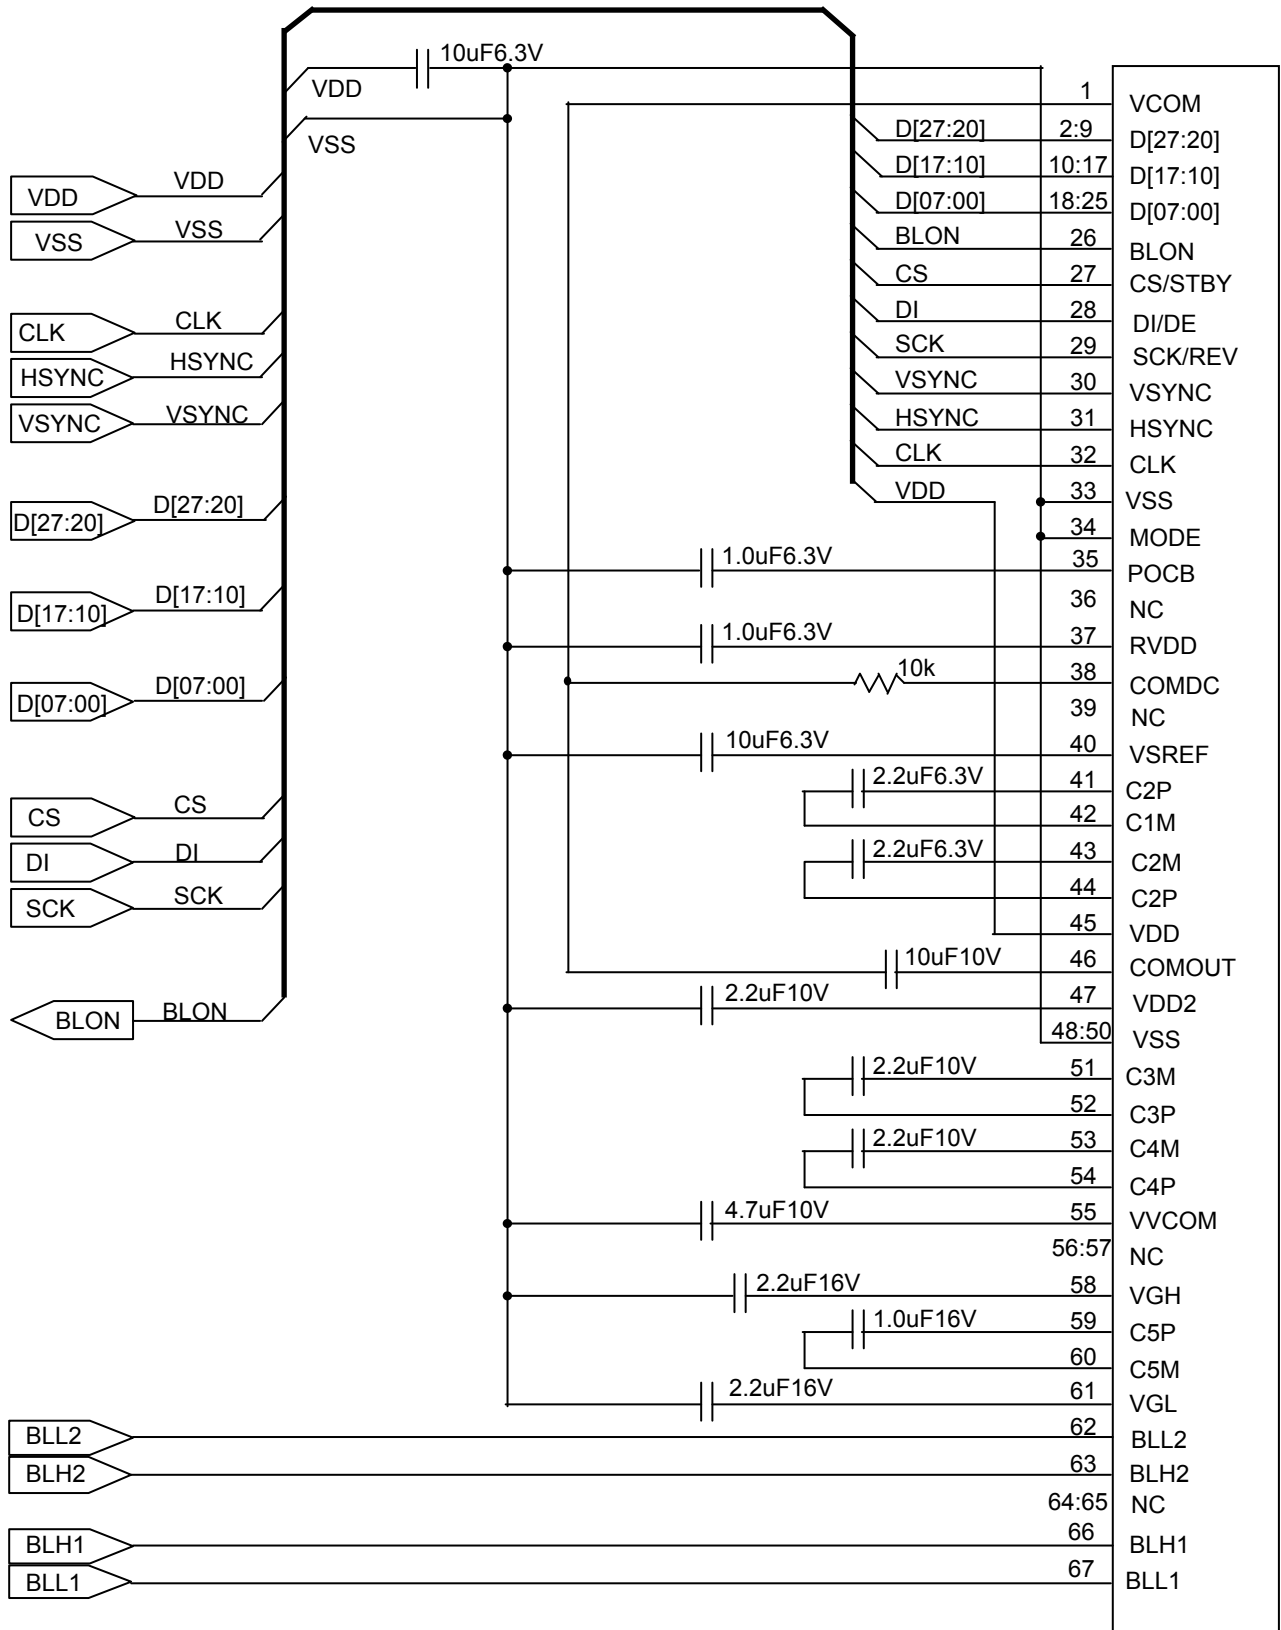 10uF6.3V
VDD
VSS
VDD VDD
VSS VSS
CLK CLK
HSYNC HSYNC
VSYNC VSYNC
D[27:20] D[27:20]
D[17:10] D[17:10]
D[07:00] D[07:00]
CS CS
DI DI
SCK SCK
BLON BLON
1 VCOM
D[27:20] 2:9 D[27:20]
D[17:10] 10:17 D[17:10]
D[07:00] 18:25 D[07:00]
BLON 26 BLON
CS 27 CS/STBY
DI 28 DI/DE
SCK 29 SCK/REV
VSYNC 30 VSYNC
HSYNC 31 HSYNC
CLK 32 CLK
VDD 33 VSS
34 MODE
1.0uF6.3V 35 POCB
36 NC
1.0uF6.3V 37 RVDD
10k 38 COMDC
39 NC
10uF6.3V 40 VSREF
2.2uF6.3V 41 C2P
42 C1M
2.2uF6.3V 43 C2M
44 C2P
45 VDD
10uF10V 46 COMOUT
2.2uF10V 47 VDD2
48:50 VSS
2.2uF10V 51 C3M
52 C3P
2.2uF10V 53 C4M
54 C4P
4.7uF10V 55 VVCOM
56:57 NC
2.2uF16V 58 VGH
1.0uF16V 59 C5P
60 C5M
2.2uF16V 61 VGL
BLL2 62 BLL2
BLH2 63 BLH2
64:65 NC
BLH1 66 BLH1
BLL1 67 BLL1